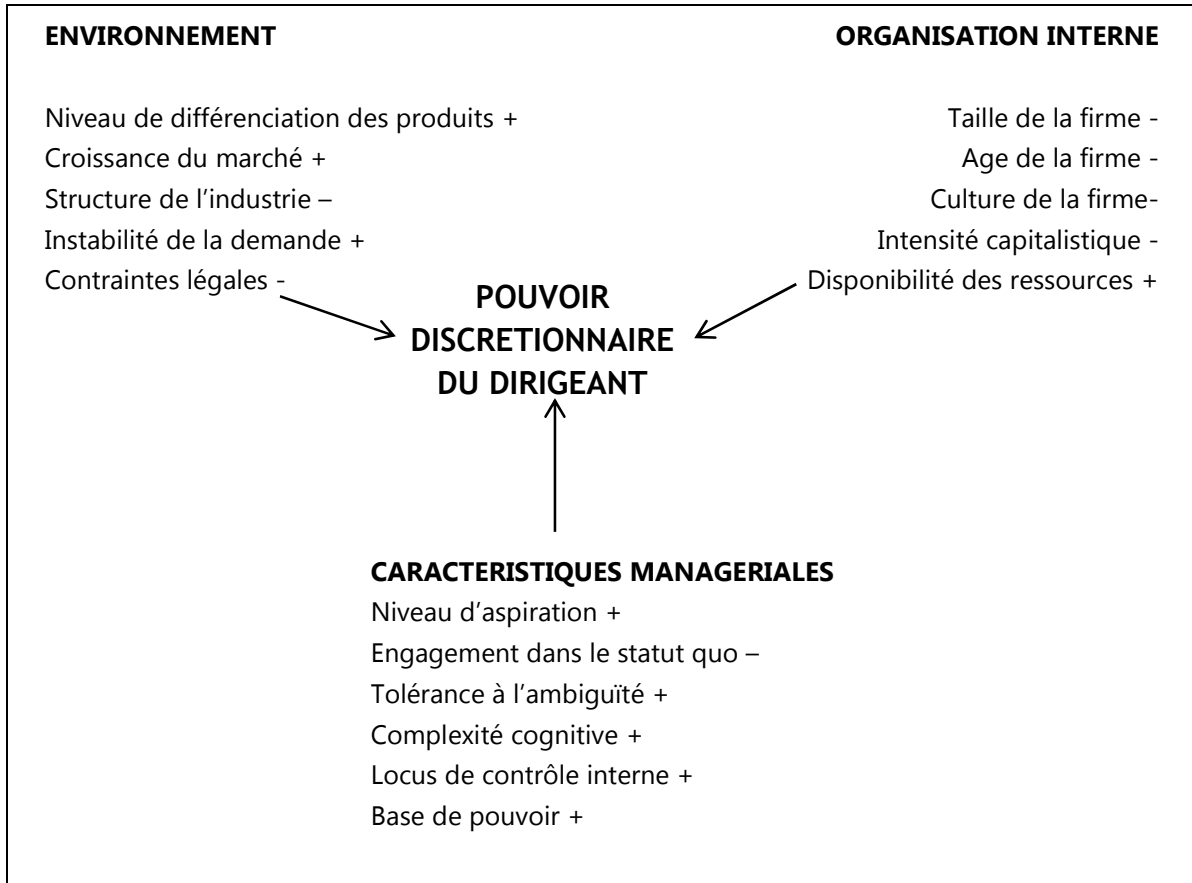 ENVIRONNEMENT
Niveau de différenciation des produits +
Croissance du marché +
Structure de l’industrie –
Instabilité de la demande +
Contraintes légales -
ORGANISATION INTERNE
Taille de la firme -
Age de la firme -
Culture de la firme-
Intensité capitalistique -
Disponibilité des ressources +
POUVOIR
DISCRETIONNAIRE
DU DIRIGEANT
CARACTERISTIQUES MANAGERIALES
Niveau d’aspiration +
Engagement dans le statut quo –
Tolérance à l’ambiguïté +
Complexité cognitive +
Locus de contrôle interne +
Base de pouvoir +